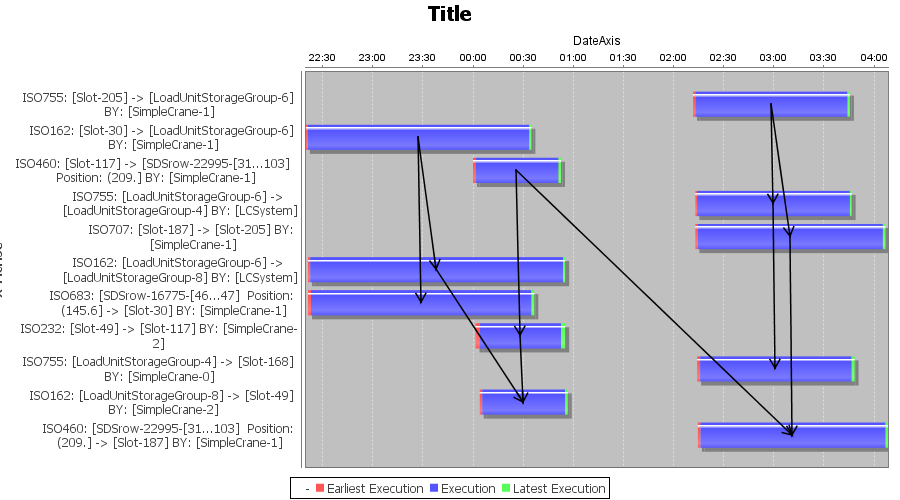 Title
DateAxis
22:30 23:00 23:30 00:00 00:30 01:00 01:30 02:00 02:30 03:00 03:30 04:00
ISO755: [Slot-205] -> [LoadUnitStorageGroup-6]
BY: [SimpleCrane-1]
ISO162: [Slot-30] -> [LoadUnitStorageGroup-6]
BY: [SimpleCrane-1]
ISO460: [Slot-117] -> [SDSrow-22995-[31...103]
Position: (209.] BY: [SimpleCrane-1]
ISO755: [LoadUnitStorageGroup-6] ->
[LoadUnitStorageGroup-4] BY: [LCSystem]
ISO707: [Slot-187] -> [Slot-205] BY:
[SimpleCrane-1]
ISO162: [LoadUnitStorageGroup-6] ->
[LoadUnitStorageGroup-8] BY: [LCSystem]
ISO683: [SDSrow-16775-[46...47] Position:
(145.6] -> [Slot-30] BY: [SimpleCrane-1]
ISO232: [Slot-49] -> [Slot-117] BY: [SimpleCrane-
2]
ISO755: [LoadUnitStorageGroup-4] -> [Slot-168]
BY: [SimpleCrane-0]
ISO162: [LoadUnitStorageGroup-8] -> [Slot-49]
BY: [SimpleCrane-2]
ISO460: [SDSrow-22995-[31...103] Position:
(209.] -> [Slot-187] BY: [SimpleCrane-1]
- Earliest Execution Execution Latest Execution